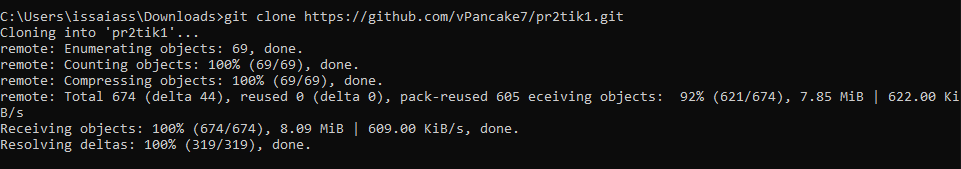 C:\Users\issaiass\Downloads>git clone https://github.com/vPancake7/pr2tik1.git
Cloning into 'pr2tik1'...
remote: Enumerating objects: 69, done.
remote: Counting objects: 100% (69/69), done.
remote: Compressing objects: 100% (69/69), done.
remote: Total 674 (delta 44), reused 0 (delta 0), pack-reused 605 eceiving objects:  92% (621/674), 7.85 MiB | 622.00 Ki
B/s
Receiving objects: 100% (674/674), 8.09 MiB | 609.00 KiB/s, done.
Resolving deltas: 100% (319/319), done.